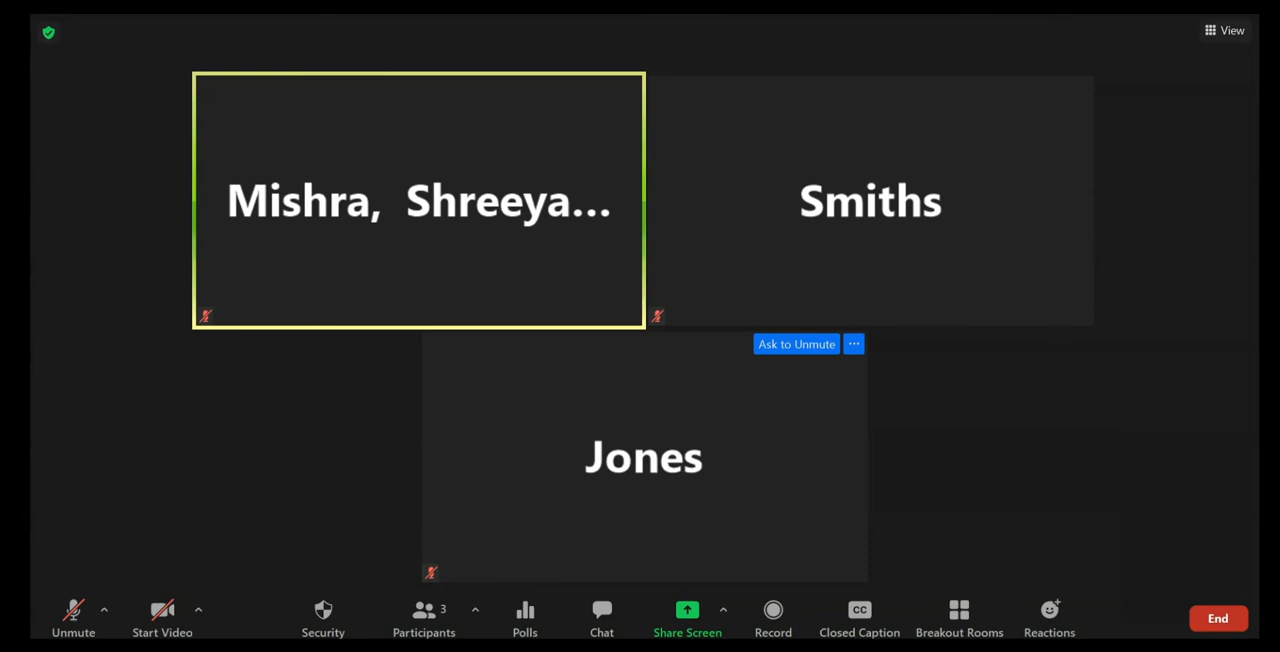 View
Mishra, Shreeya...
Smiths
Ask to Unmute ...
Jones
3
CC
Unmute Start Video Security Participants Polls Chat Share Screen Record Closed Caption Breakout Rooms Reactions End